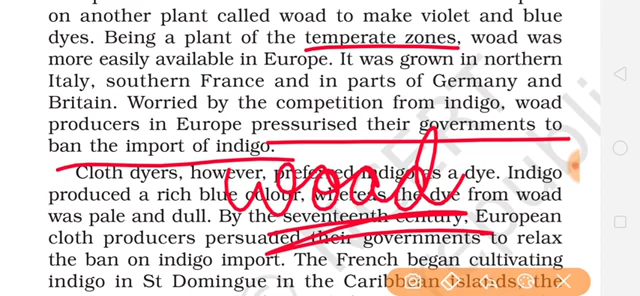 on another plant called woad to make violet and blue
dyes. Being a plant of the temperate zones, woad was
more easily available in Europe. It was grown in northern
Italy, southern France and in parts of Germany and
Britain. Worried by the competition from indigo, woad
producers in Europe pressurised their governments to
ban the import of indigo.
Cloth dyers, however, preferred indigo as a dye. Indigo
woad
produced a rich blue colour, whereas the dye from woad
was pale and dull. By the seventeenth century, European
cloth producers persuaded their governments to relax
the ban on indigo import. The French began cultivating
indigo in St Domingue in the Caribbean islands, the